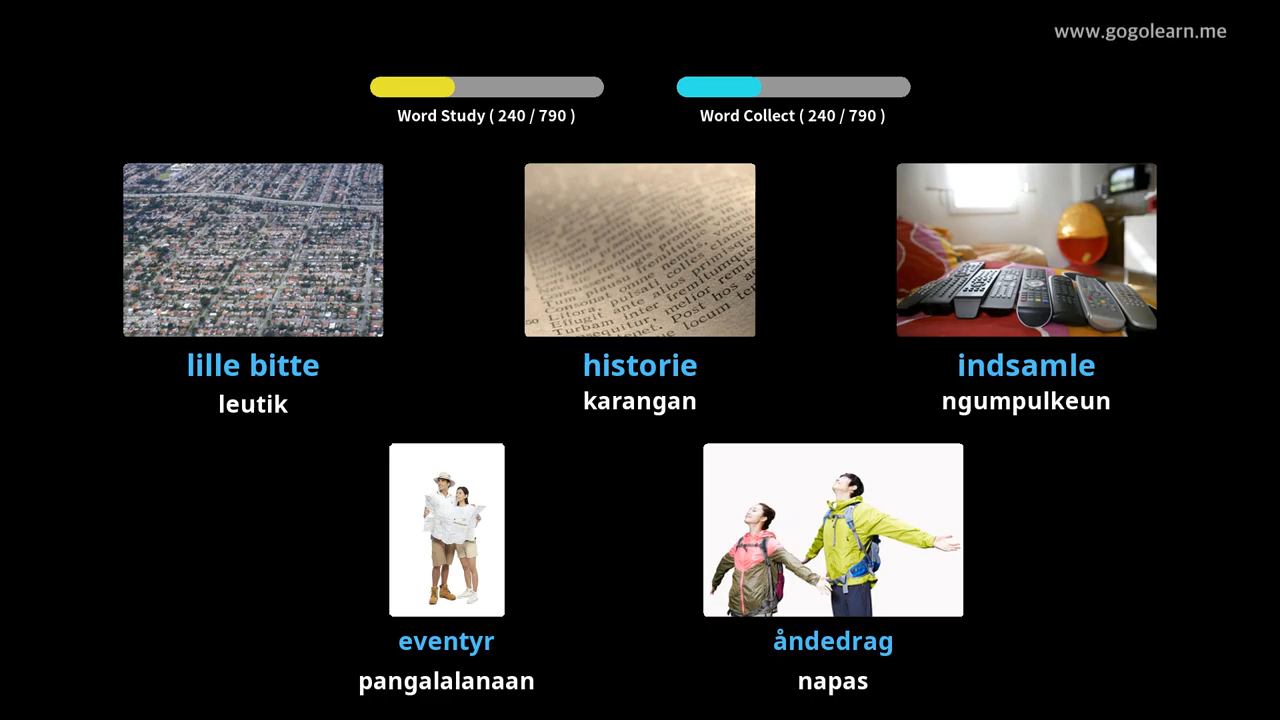 www.gogolearn.me
Word Study ( 240 / 790 )
Word Collect ( 240 / 790 )
lille bitte
leutik
historie
karangan
indsamle
ngumpulkeun
eventyr
pangalalanaan
åndedrag
napas